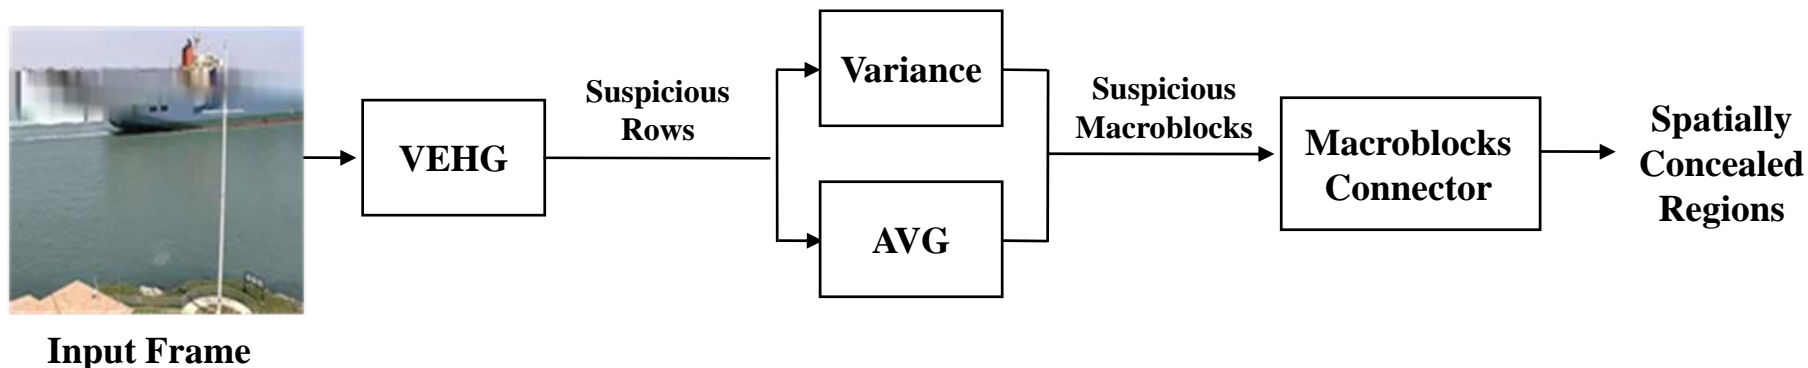 Input Frame
VEHG
Suspicious
Rows
Variance
AVG
Suspicious
Macroblocks
Macroblocks
Connector
Spatially
Concealed
Regions